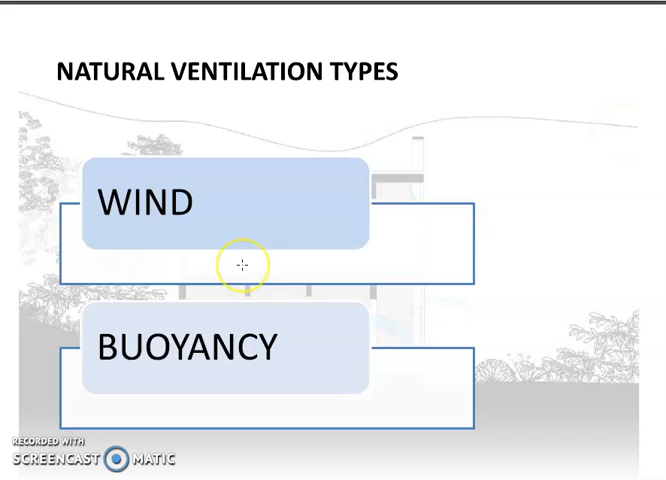 NATURAL VENTILATION TYPES
WIND
BUOYANCY
RECORDED WITH
SCREENCAST MATIC